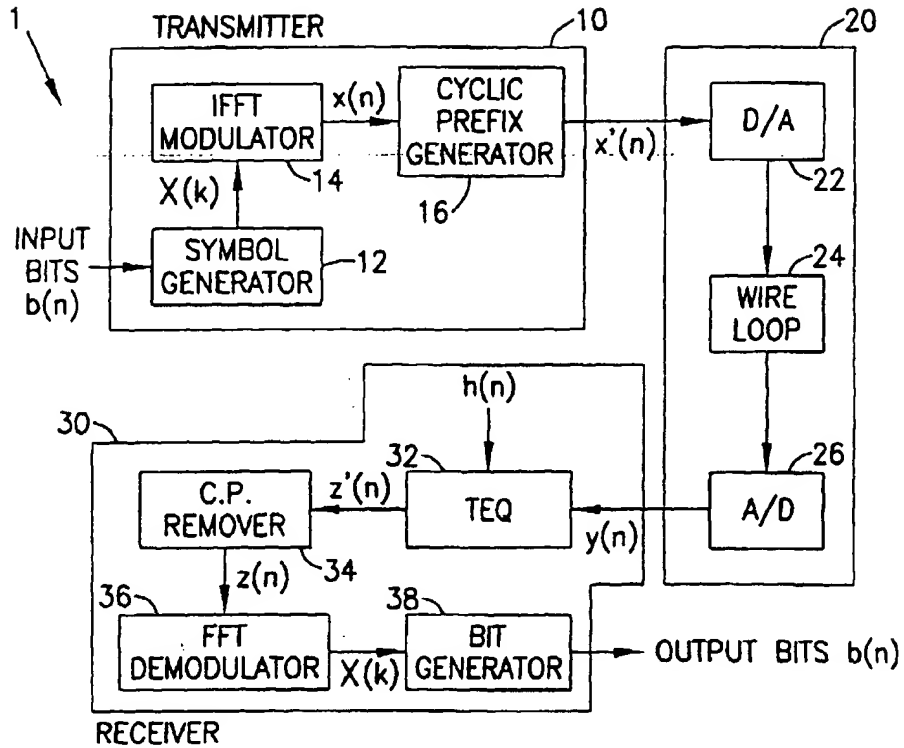 1
TRANSMITTER
10
20
IFFT
MODULATOR
14
x(n)
CYCLIC
PREFIX
GENERATOR
16
x'(n)
D/A
22
X(k)
INPUT
BITS
b(n)
SYMBOL
GENERATOR
12
24
WIRE
LOOP
h(n)
30
C.P.
REMOVER
34
z'(n)
32
TEQ
y(n)
26
A/D
z(n)
36
FFT
DEMODULATOR
X(k)
38
BIT
GENERATOR
OUTPUT BITS b(n)
RECEIVER